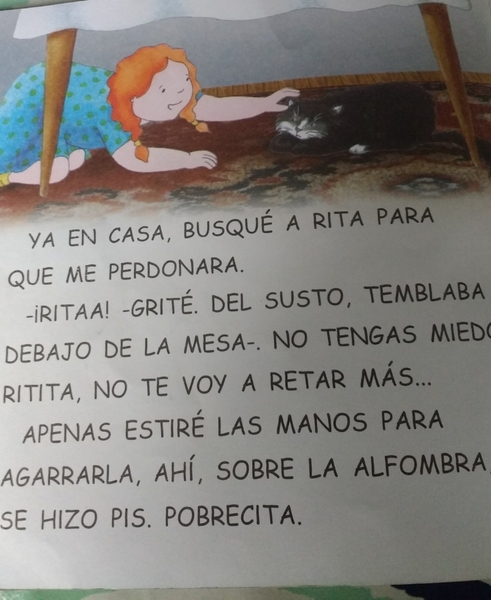 YA EN CASA, BUSQUÉ A RITA PARA
QUE ME PERDONARA.
-¡RITAA! -GRITÉ. DEL SUSTO, TEMBLABA
DEBAJO DE LA MESA-. NO TENGAS MIEDO
RITITA, NO TE VOY A RETAR MÁS...
APENAS ESTIRÉ LAS MANOS PARA
AGARRARLA, AHÍ, SOBRE LA ALFOMBRA
SE HIZO PIS. POBRECITA.